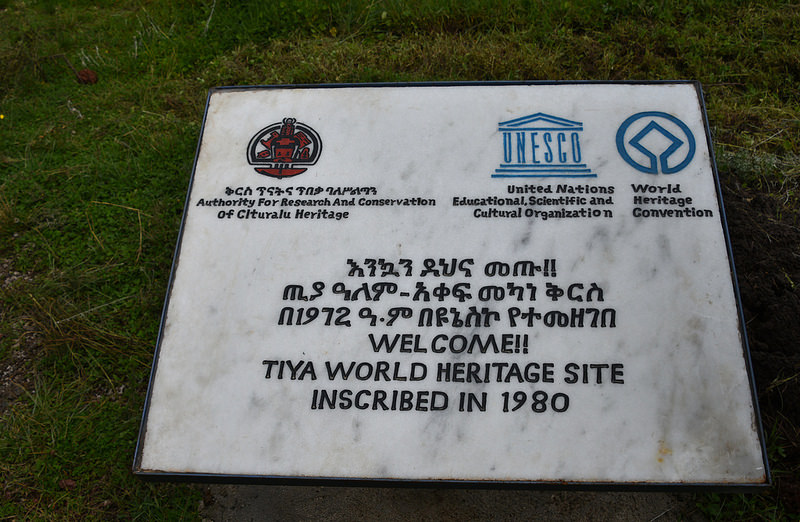 ቅርስ ጥናትና ጥበቃ ባለሥልጣን
Authority For Research And Conservation
Of Cituralu Heritage
UNESCO
United Nations
Educational, Scientific and
Cultural Organization
World
Heritage
Convention
እንኳን ደህና መጡ!!
ጢያ ዓለም-አቀፍ መካነ ቅርስ
በ1972 ዓ.ም በዩኔስኮ የተመዘገበ
WELCOME!!
TIYA WORLD HERITAGE SITE
INSCRIBED IN 1980